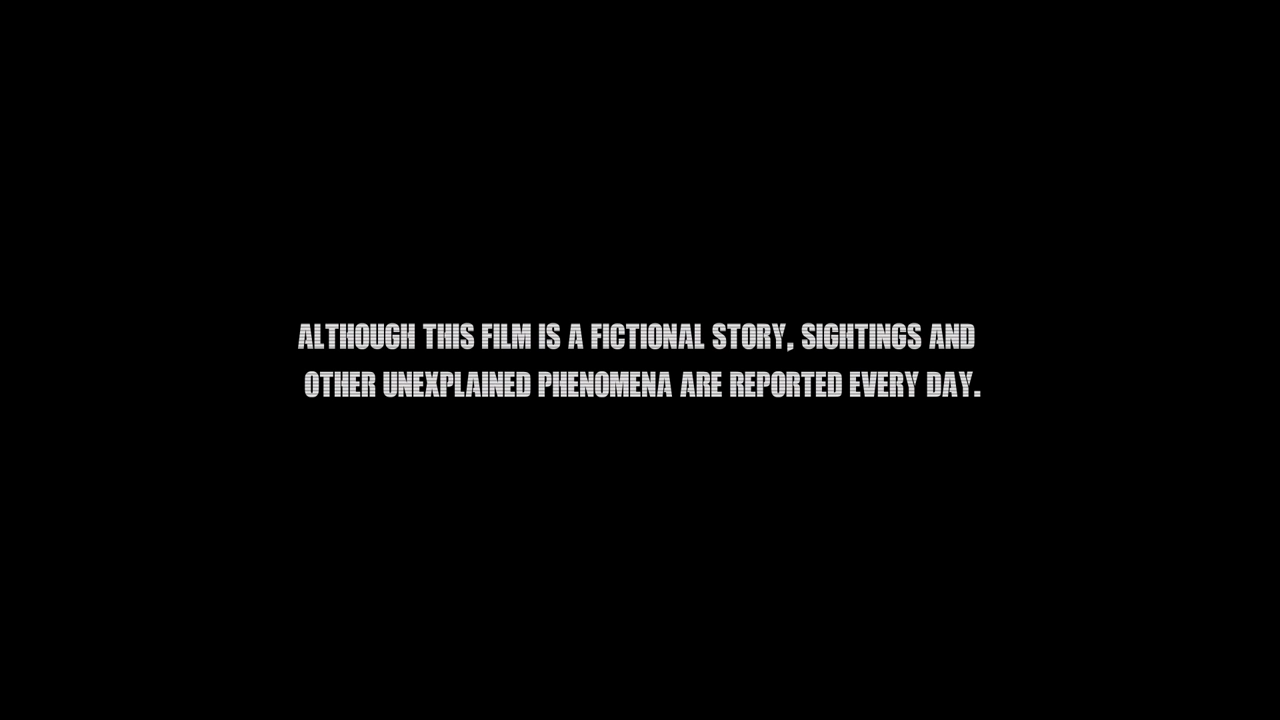 ALTHOUGH THIS FILM IS A FICTIONAL STORY, SIGHTINGS AND
OTHER UNEXPLAINED PHENOMENA ARE REPORTED EVERY DAY.